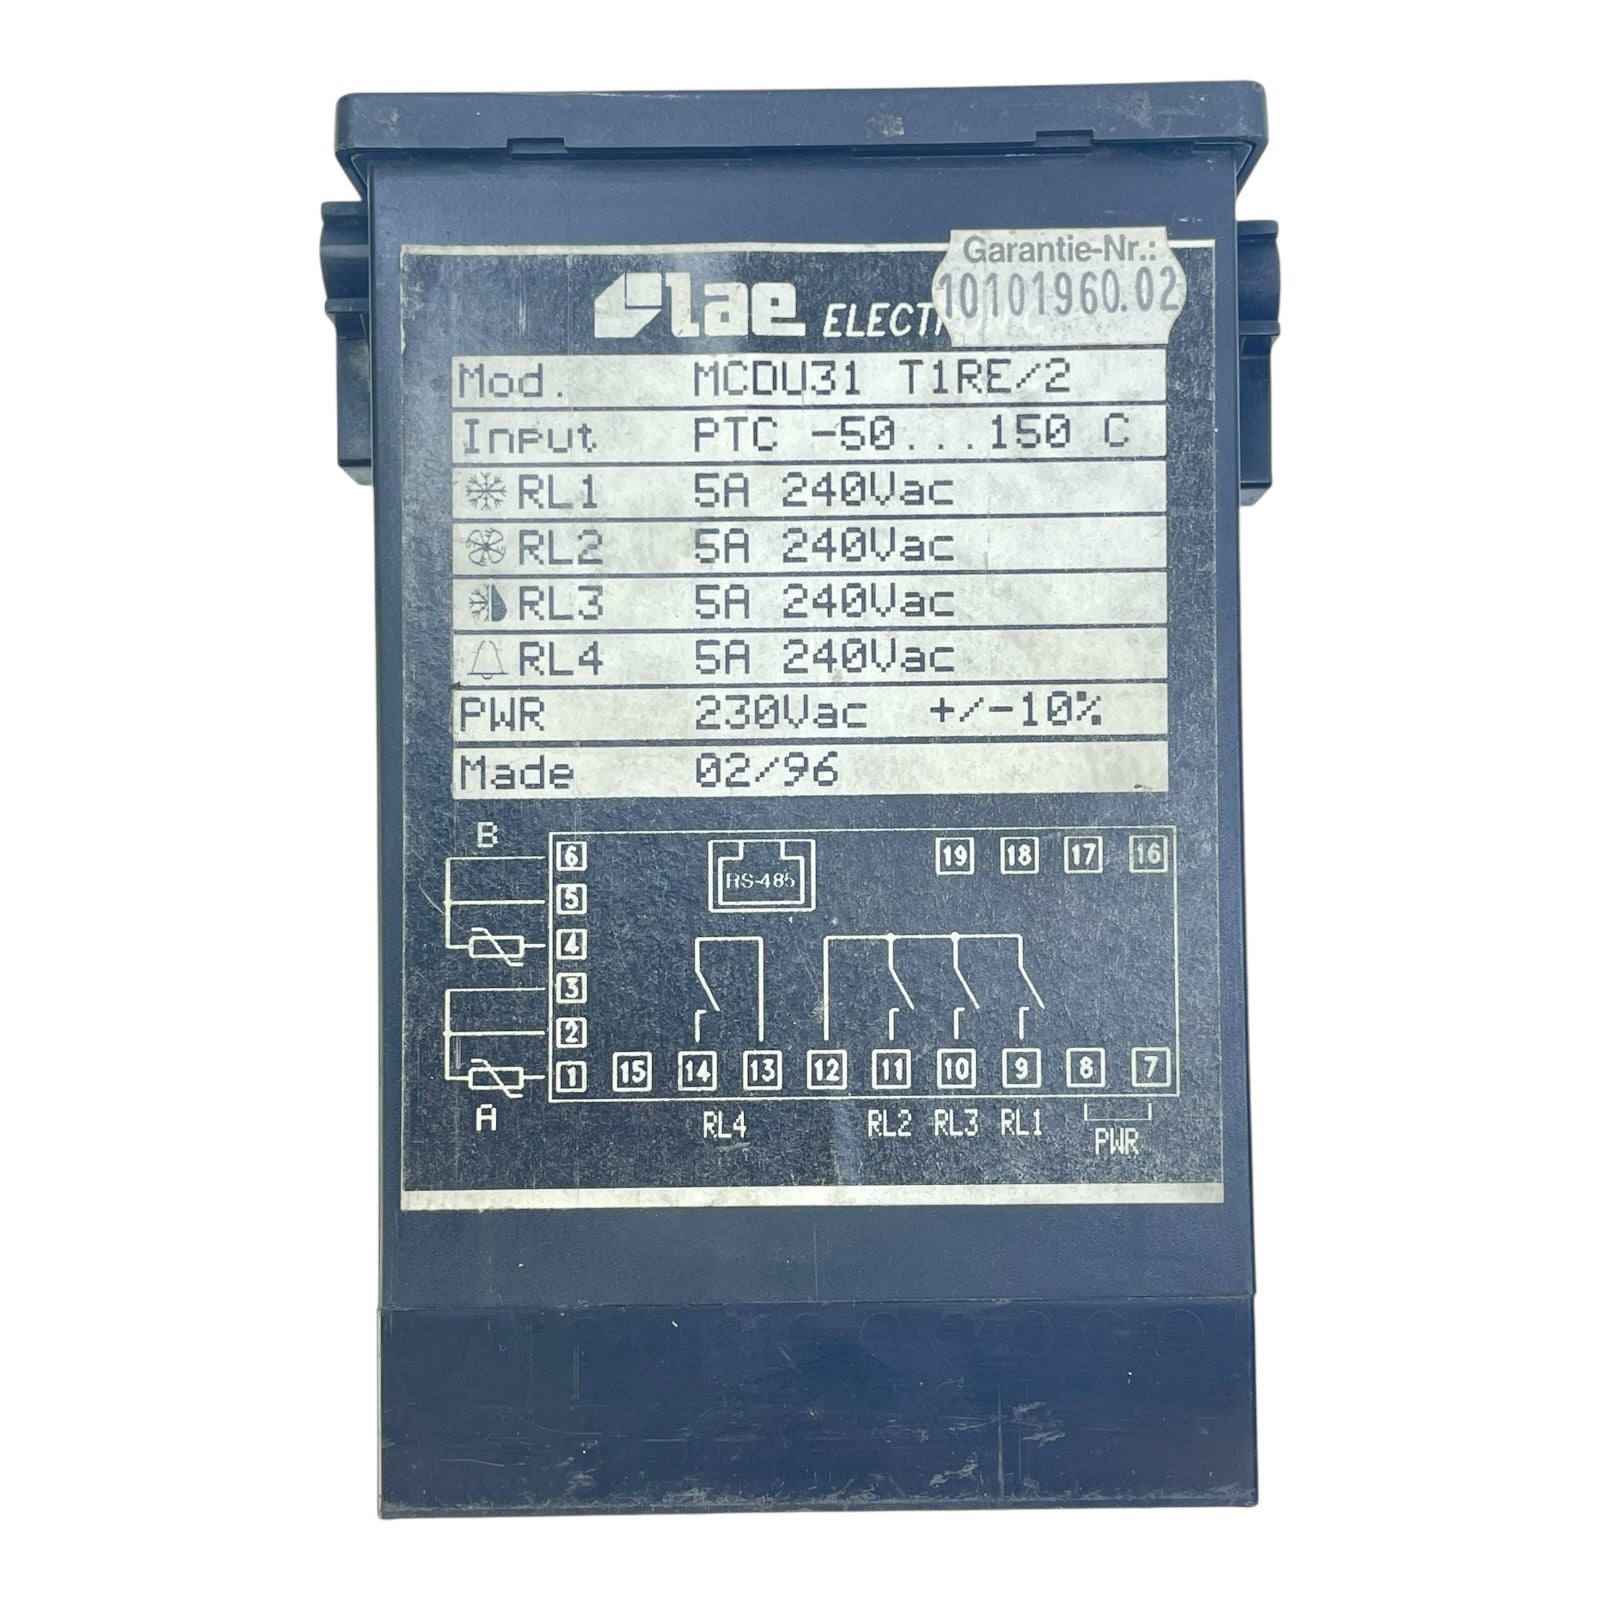 Garantie-Nr.:
10101960.02
lae
Mod. MCDU31 T1RE/2
Input PTC -50...150 C
RL1 5A 240Vac
RL2 5A 240Vac
RL3 5A 240Vac
RL4 5A 240Vac
PWR 230Vac +/-10%
Made 02/96
B
6 19 18 17 16
RS-485
5
4
3
2
1 15 14 13 12 11 10 9 8 7
A RL4 RL2 RL3 RL1
PWR